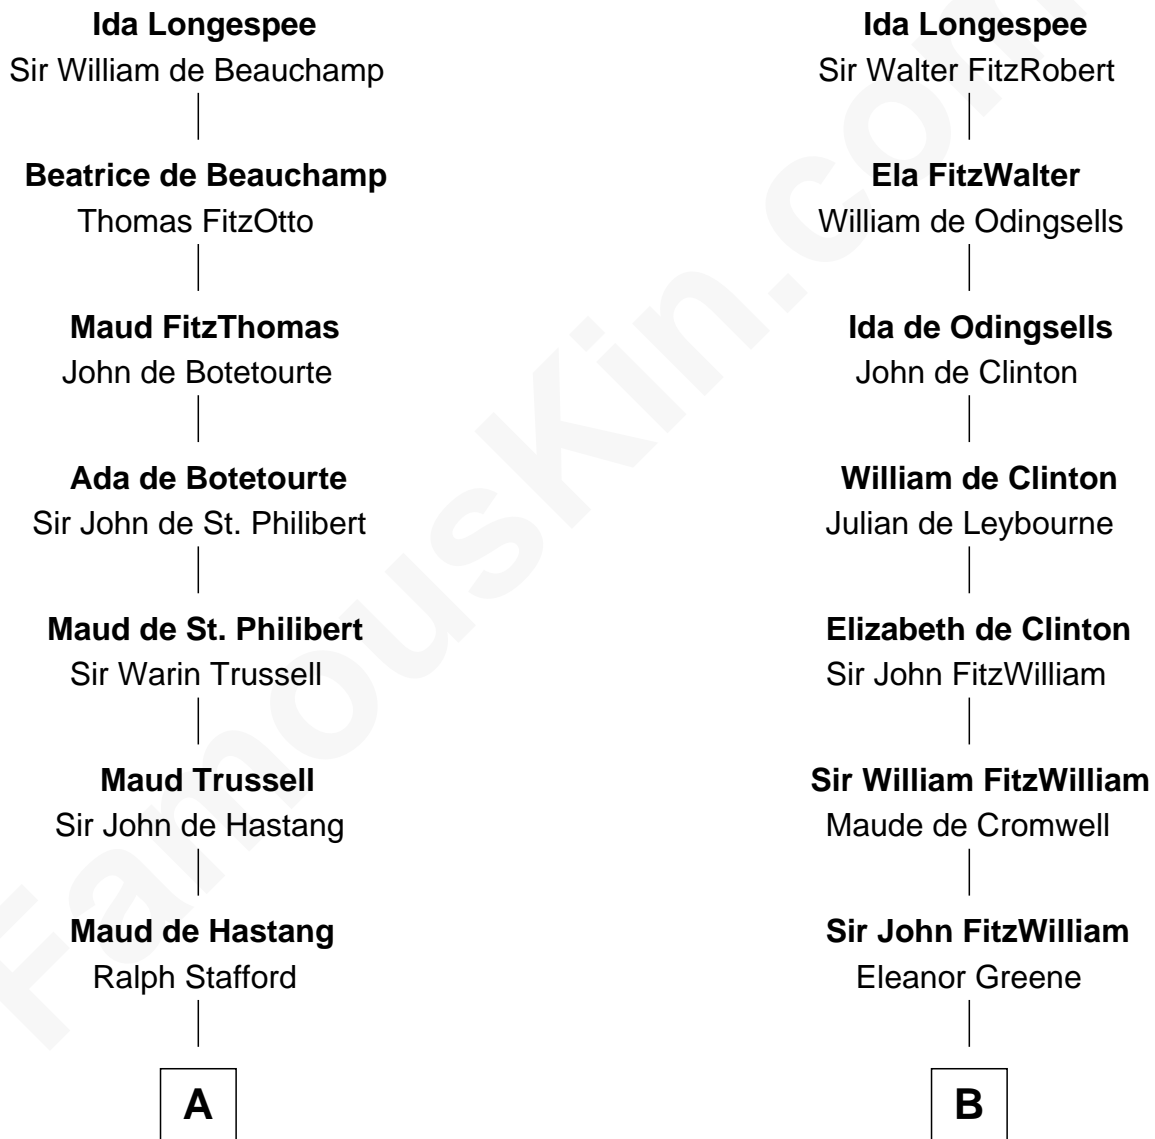 Ida Longespee
Sir William de Beauchamp
Beatrice de Beauchamp
Thomas FitzOtto
Maud FitzThomas
John de Botetourte
Ada de Botetourte
Sir John de St. Philibert
Maud de St. Philibert
Sir Warin Trussell
Maud Trussell
Sir John de Hastang
Maud de Hastang
Ralph Stafford
A
Ida Longespee
Sir Walter FitzRobert
Ela FitzWalter
William de Odingsells
Ida de Odingsells
John de Clinton
William de Clinton
Julian de Leybourne
Elizabeth de Clinton
Sir John FitzWilliam
Sir William FitzWilliam
Maude de Cromwell
Sir John FitzWilliam
Eleanor Greene
B
FamousKin.com